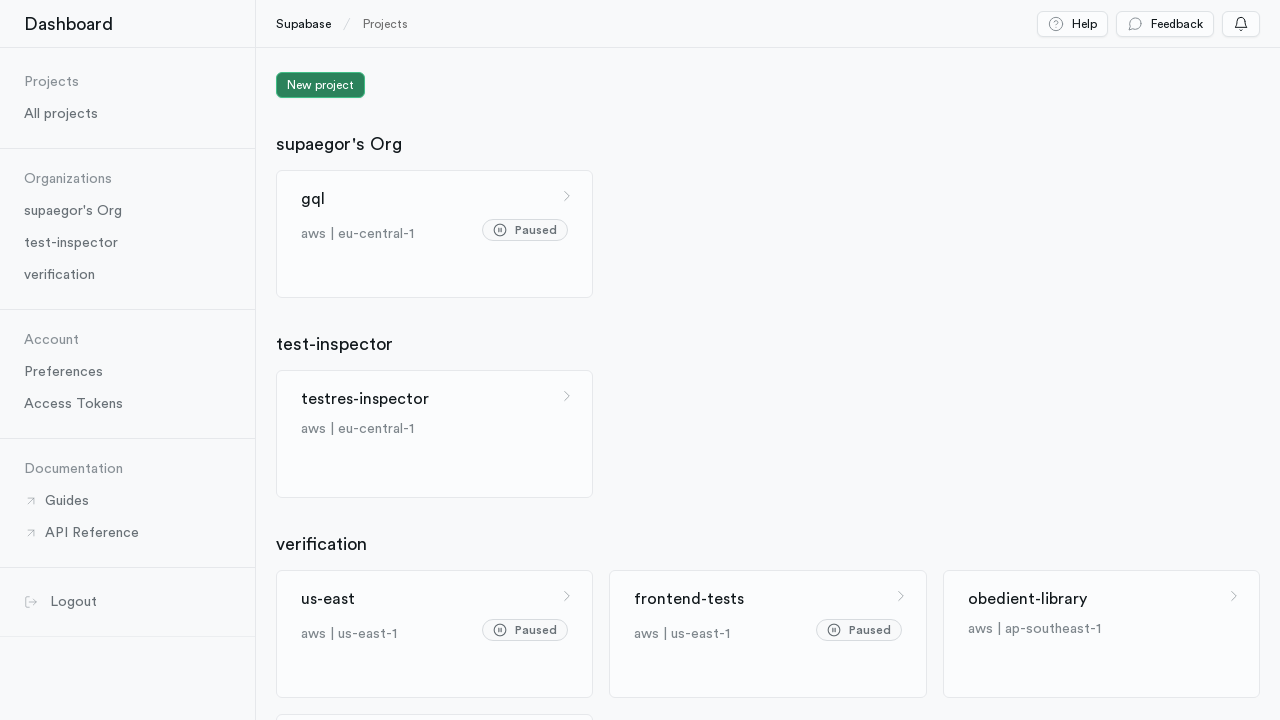 Dashboard
Supabase / Projects
Help
Feedback
Projects
All projects
Organizations
supaegor's Org
test-inspector
verification
Account
Preferences
Access Tokens
Documentation
Guides
API Reference
Logout
New project
supaegor's Org
gql
aws | eu-central-1
Paused
test-inspector
testres-inspector
aws | eu-central-1
verification
us-east
aws | us-east-1
Paused
frontend-tests
aws | us-east-1
Paused
obedient-library
aws | ap-southeast-1